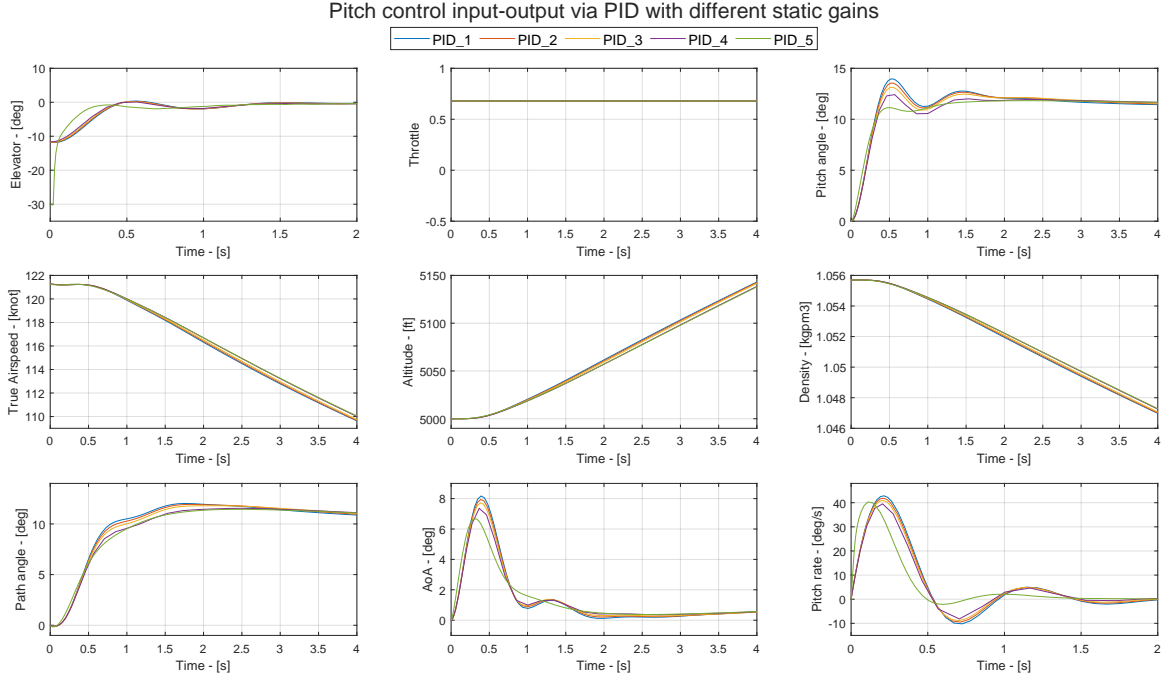 Pitch control input-output via PID with different static gains
PID_1 PID_2 PID_3 PID_4 PID_5
10
0
-10
-20
-30
Elevator - [deg]
0 0.5 1 1.5 2
Time - [s]
1
0.5
0
-0.5
Throttle
0 0.5 1 1.5 2 2.5 3 3.5 4
Time - [s]
15
10
5
0
Pitch angle - [deg]
0 0.5 1 1.5 2 2.5 3 3.5 4
Time - [s]
122
120
118
116
114
112
110
True Airspeed - [knot]
0 0.5 1 1.5 2 2.5 3 3.5 4
Time - [s]
5150
5100
5050
5000
Altitude - [ft]
0 0.5 1 1.5 2 2.5 3 3.5 4
Time - [s]
1.056
1.054
1.052
1.05
1.048
1.046
Density - [kgpm3]
0 0.5 1 1.5 2 2.5 3 3.5 4
Time - [s]
10
5
0
Path angle - [deg]
0 0.5 1 1.5 2 2.5 3 3.5 4
Time - [s]
8
6
4
2
0
AoA - [deg]
0 0.5 1 1.5 2 2.5 3 3.5 4
Time - [s]
40
30
20
10
0
-10
Pitch rate - [deg/s]
0 0.5 1 1.5 2
Time - [s]